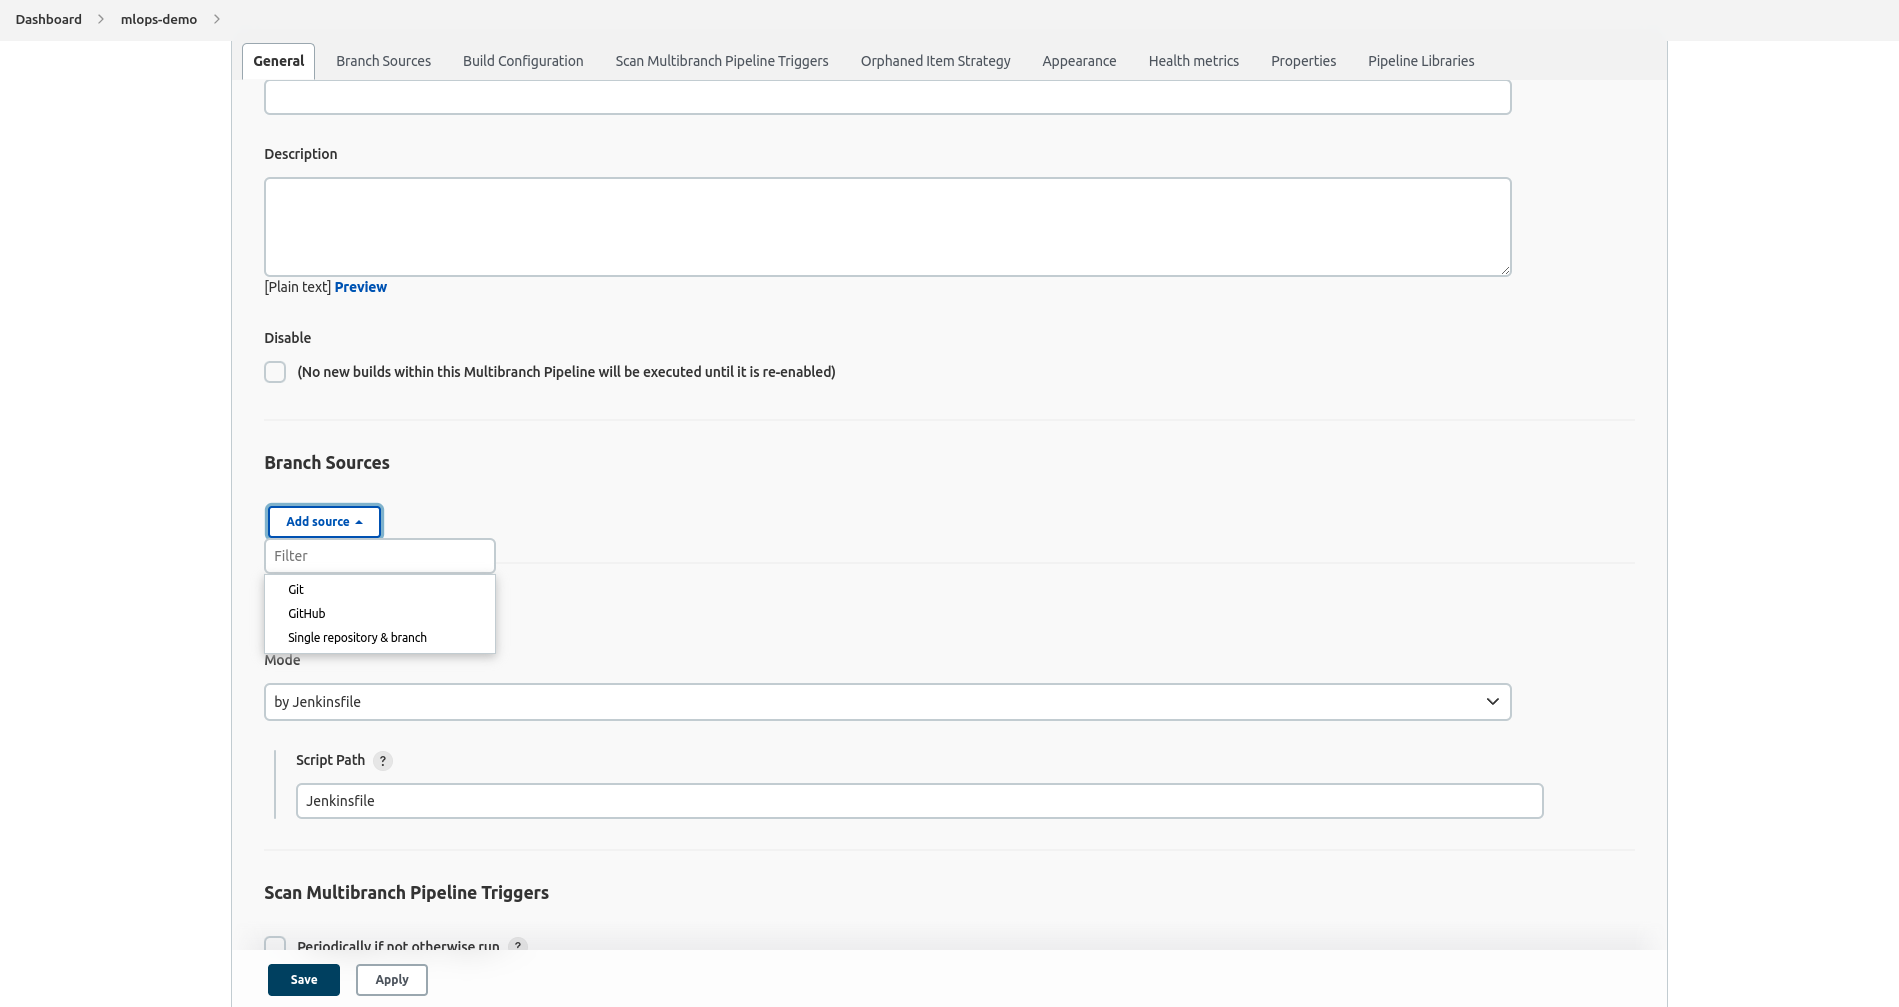 Dashboard > mlops-demo >
General Branch Sources Build Configuration Scan Multibranch Pipeline Triggers Orphaned Item Strategy Appearance Health metrics Properties Pipeline Libraries
Description
[Plain text] Preview
Disable
(No new builds within this Multibranch Pipeline will be executed until it is re-enabled)
Branch Sources
Add source
Filter
Git
GitHub
Single repository & branch
Mode
by Jenkinsfile
Script Path ?
Jenkinsfile
Scan Multibranch Pipeline Triggers
Periodically if not otherwise run ?
Save Apply